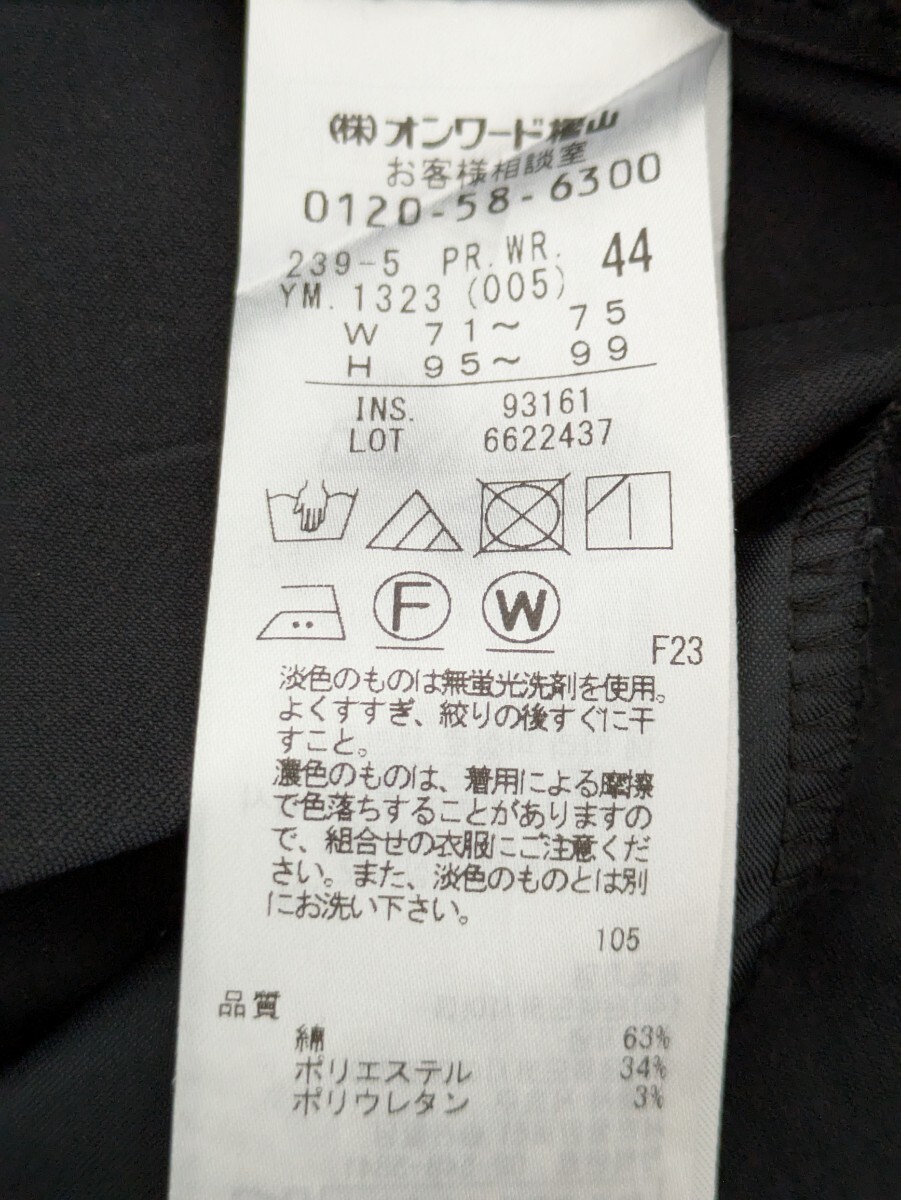 (株)オンワード樫山
お客様相談室
0120-58-6300
239-5 PR.WR. 44
YM.1323 (005)
W 71～ 75
H 95～ 99
INS. 93161
LOT 6622437
F W
F23
淡色のものは無蛍光洗剤を使用。
よくすすぎ、絞りの後すぐに干
すこと。
濃色のものは、着用による摩擦
で色落ちすることがありますの
で、組合せの衣服にご注意くだ
さい。また、淡色のものとは別
にお洗い下さい。
105
品質
綿 63%
ポリエステル 34%
ポリウレタン 3%